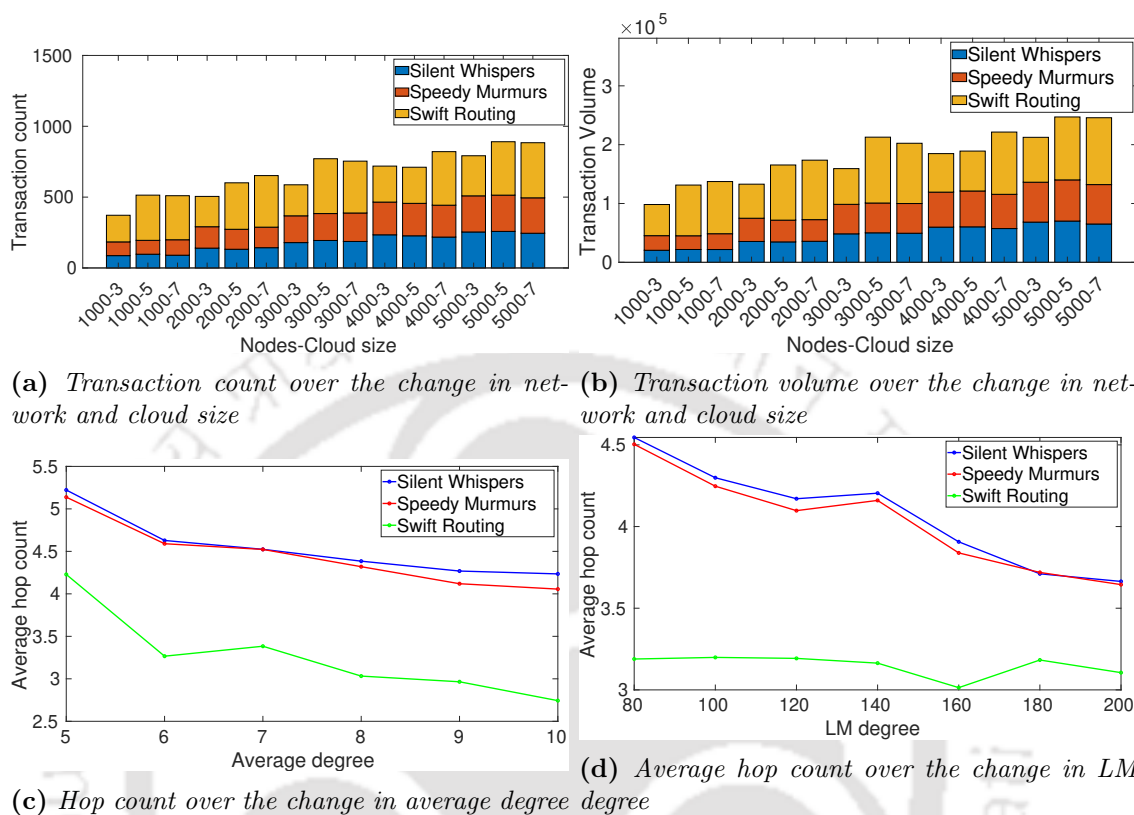 1500
1000
500
0
Transaction count
Silent Whispers
Speedy Murmurs
Swift Routing
1000-3
1000-5
1000-7
2000-3
2000-5
2000-7
3000-3
3000-5
3000-7
4000-3
4000-5
4000-7
5000-3
5000-5
5000-7
Nodes-Cloud size
(a) Transaction count over the change in net-
work and cloud size
×10⁵
3
2
1
0
Transaction Volume
Silent Whispers
Speedy Murmurs
Swift Routing
1000-3
1000-5
1000-7
2000-3
2000-5
2000-7
3000-3
3000-5
3000-7
4000-3
4000-5
4000-7
5000-3
5000-5
5000-7
Nodes-Cloud size
(b) Transaction volume over the change in net-
work and cloud size
5.5
5
4.5
4
3.5
3
2.5
Average hop count
Silent Whispers
Speedy Murmurs
Swift Routing
5 6 7 8 9 10
Average degree
(c) Hop count over the change in average degree
4.5
4
3.5
3
Average hop count
Silent Whispers
Speedy Murmurs
Swift Routing
80 100 120 140 160 180 200
LM degree
(d) Average hop count over the change in LM
degree